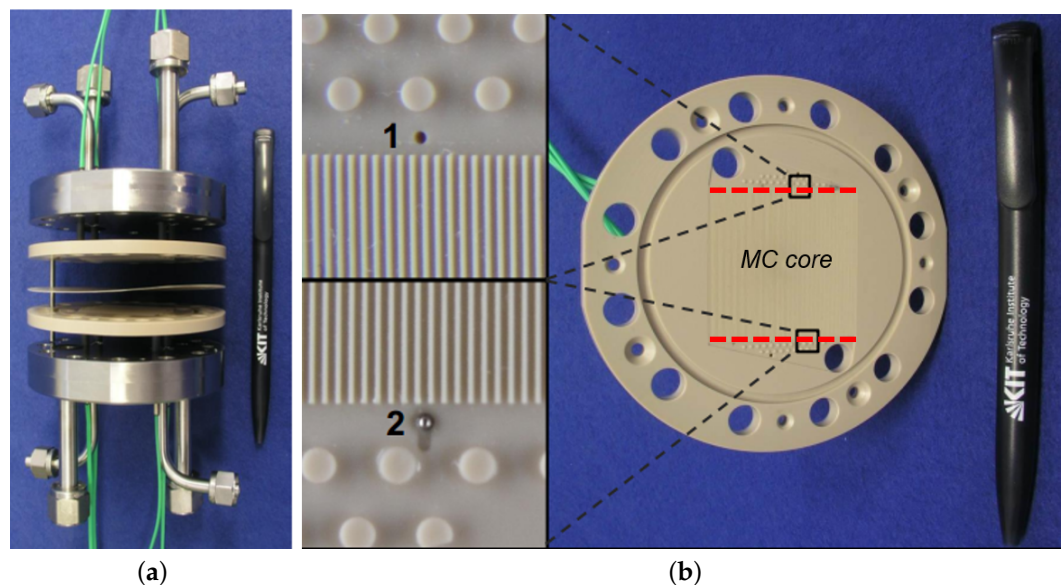 1
2
MC core
KIT
Karlsruhe Institute
of Technology
KIT
Karlsruhe Institute
of Technology
(a)
(b)